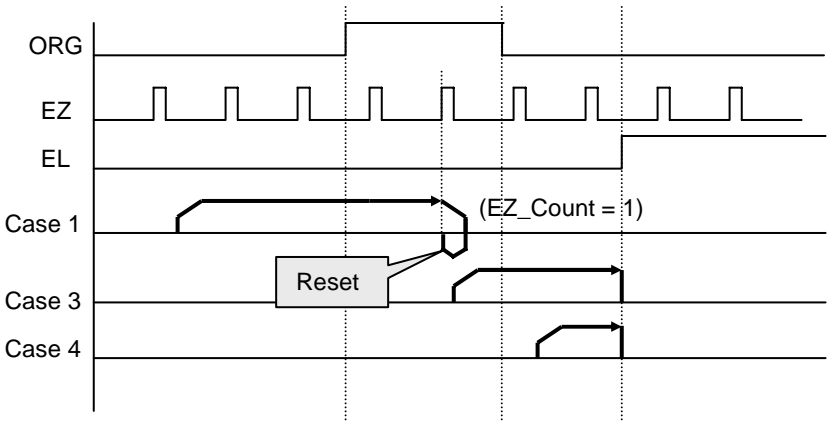 ORG
EZ
EL
(EZ_Count = 1)
Case 1
Reset
Case 3
Case 4